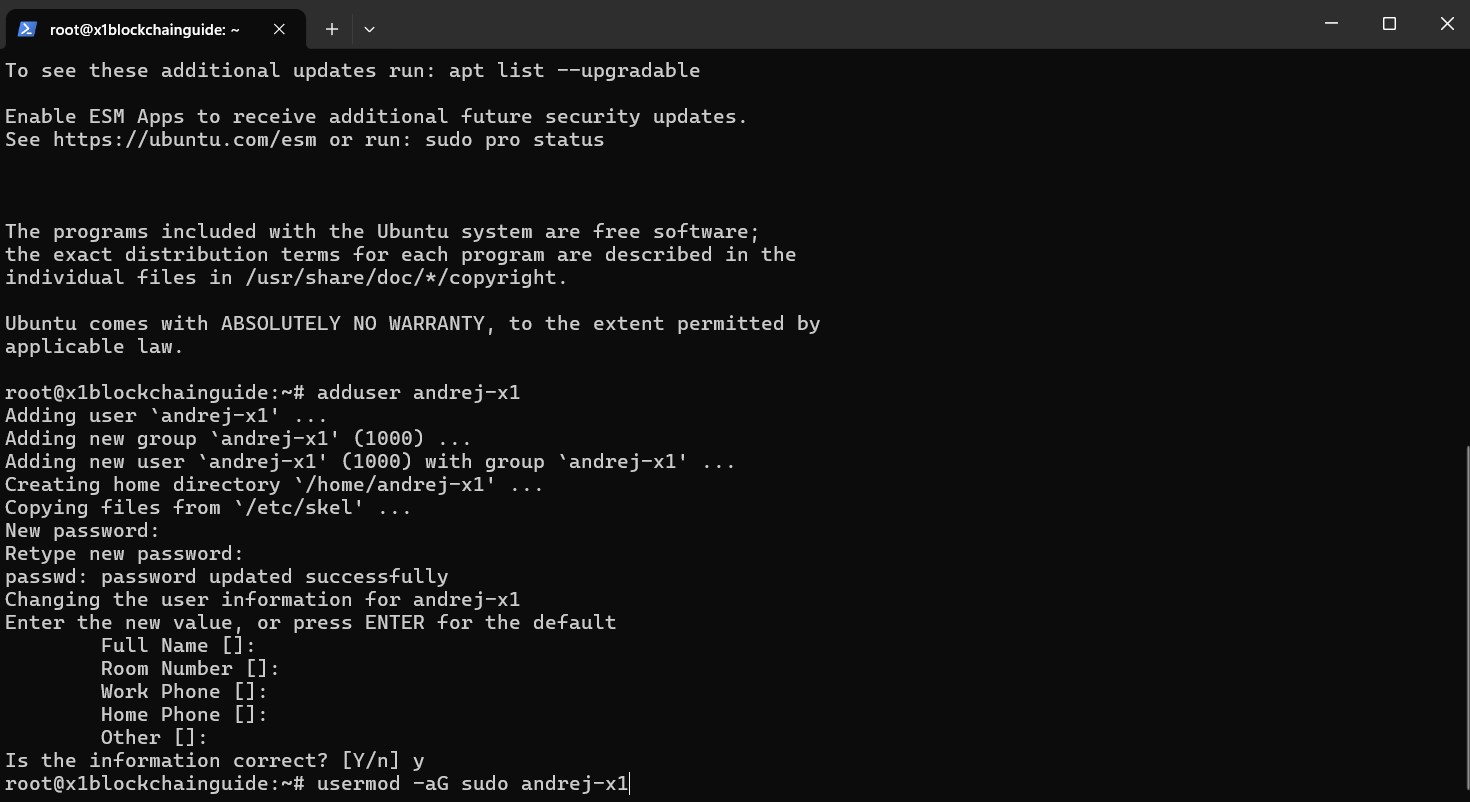 root@x1blockchainguide: ~
To see these additional updates run: apt list --upgradable
Enable ESM Apps to receive additional future security updates.
See https://ubuntu.com/esm or run: sudo pro status
The programs included with the Ubuntu system are free software;
the exact distribution terms for each program are described in the
individual files in /usr/share/doc/*/copyright.
Ubuntu comes with ABSOLUTELY NO WARRANTY, to the extent permitted by
applicable law.
root@x1blockchainguide:~# adduser andrej-x1
Adding user `andrej-x1' ...
Adding new group `andrej-x1' (1000) ...
Adding new user `andrej-x1' (1000) with group `andrej-x1' ...
Creating home directory `/home/andrej-x1' ...
Copying files from `/etc/skel' ...
New password:
Retype new password:
passwd: password updated successfully
Changing the user information for andrej-x1
Enter the new value, or press ENTER for the default
        Full Name []:
        Room Number []:
        Work Phone []:
        Home Phone []:
        Other []:
Is the information correct? [Y/n] y
root@x1blockchainguide:~# usermod -aG sudo andrej-x1